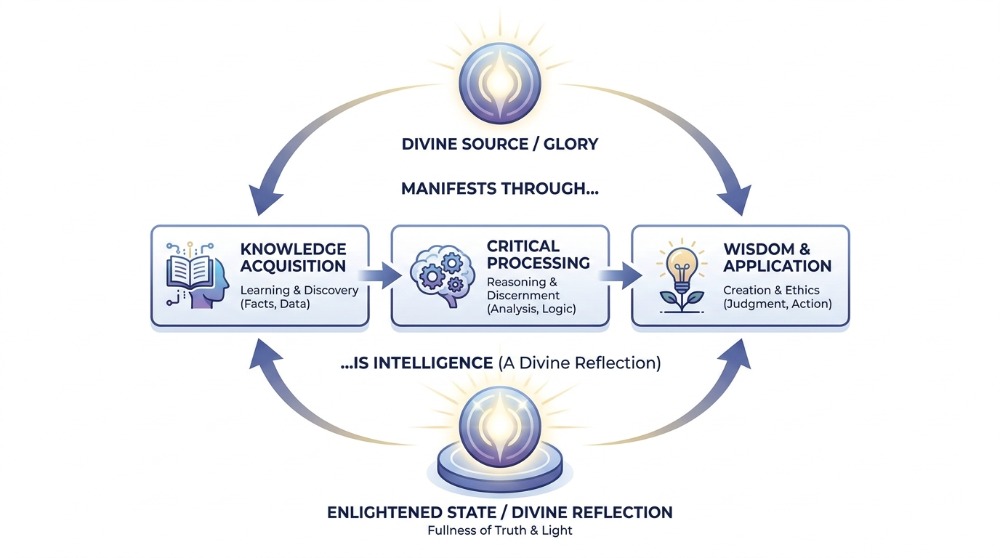 DIVINE SOURCE / GLORY
MANIFESTS THROUGH...
KNOWLEDGE
ACQUISITION
Learning & Discovery
(Facts, Data)
CRITICAL
PROCESSING
Reasoning &
Discernment
(Analysis, Logic)
WISDOM &
APPLICATION
Creation & Ethics
(Judgment, Action)
...IS INTELLIGENCE (A Divine Reflection)
ENLIGHTENED STATE / DIVINE REFLECTION
Fullness of Truth & Light